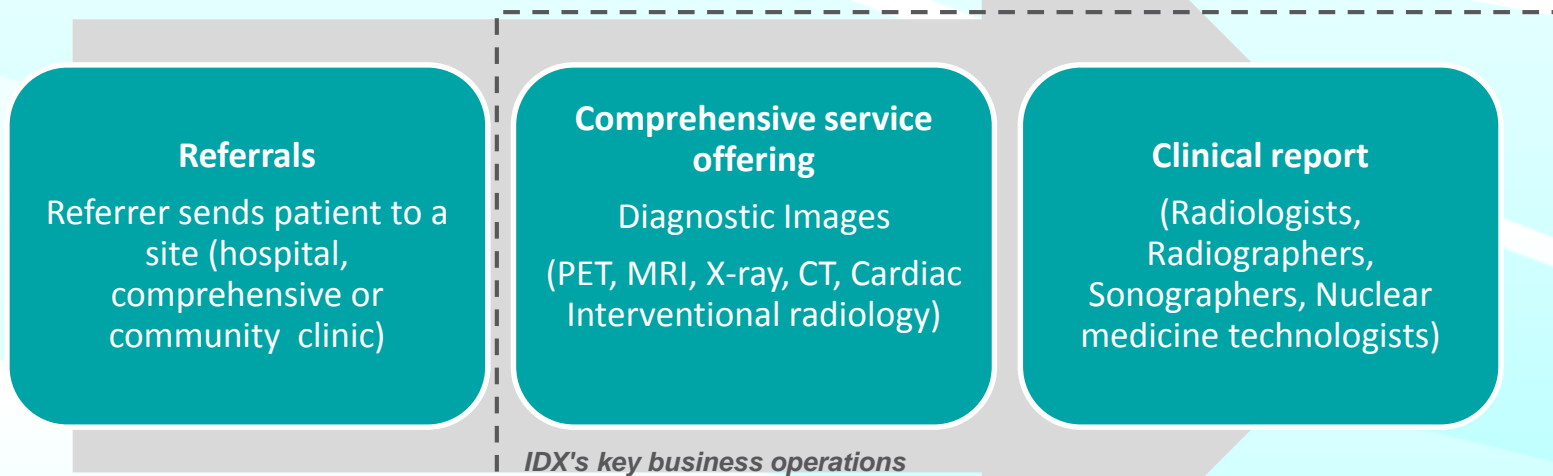 Referrals
Referrer sends patient to a
site (hospital,
comprehensive or
community clinic)
Comprehensive service
offering
Diagnostic Images
(PET, MRI, X-ray, CT, Cardiac
Interventional radiology)
Clinical report
(Radiologists,
Radiographers,
Sonographers, Nuclear
medicine technologists)
IDX's key business operations